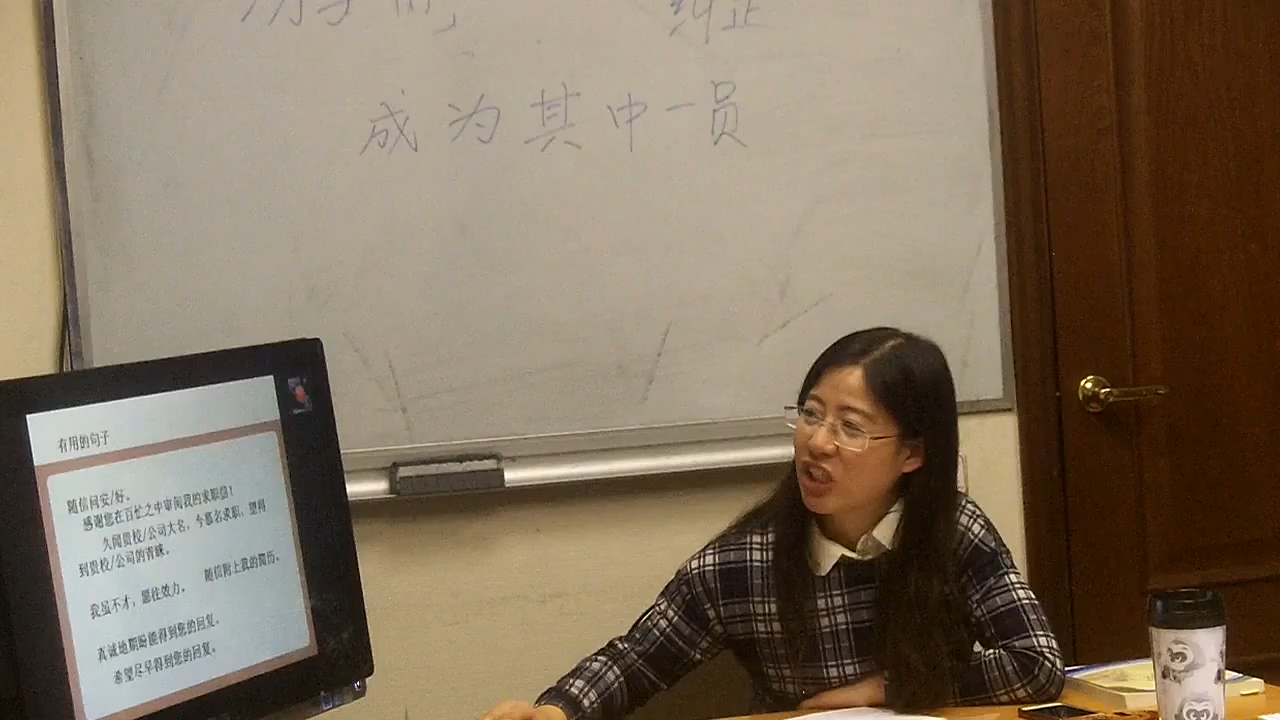 纠正
成为其中一员
有用的句子
随信问安/好。
感谢您在百忙之中审阅我的求职信！
久闻贵校/公司大名，今慕名求职，望得
到贵校/公司的青睐。
随信附上我的简历。
我虽不才，愿往效力。
真诚地期盼能得到您的回复。
希望尽早得到您的回复。